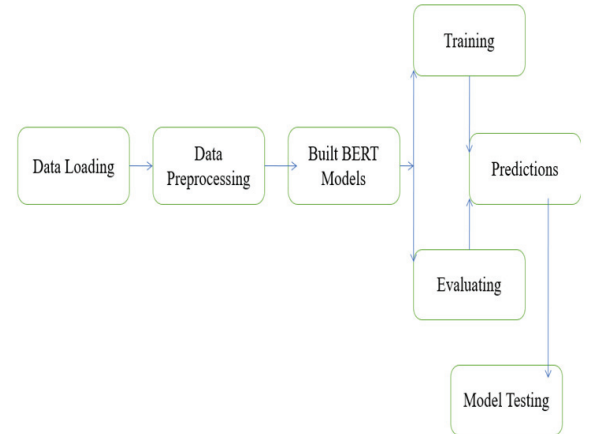 Training
Data Loading
Data
Preprocessing
Built BERT
Models
Predictions
Evaluating
Model Testing